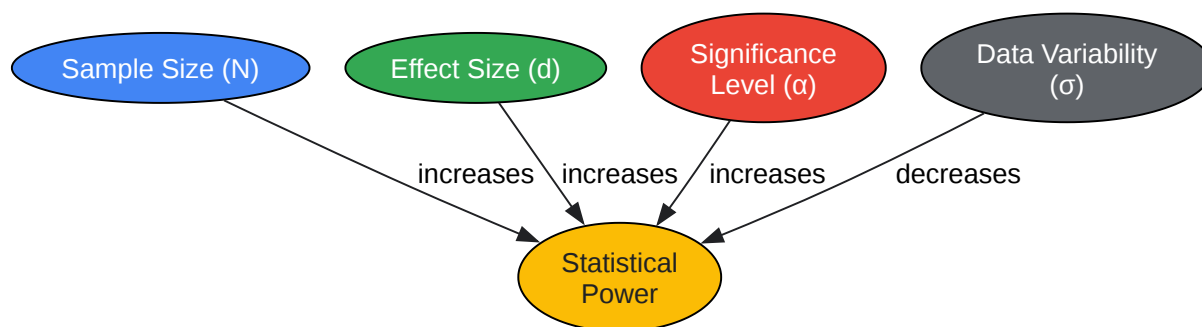 Sample Size (N)
Effect Size (d)
Significance
Level (α)
Data Variability
(σ)
increases
increases
increases
decreases
Statistical
Power